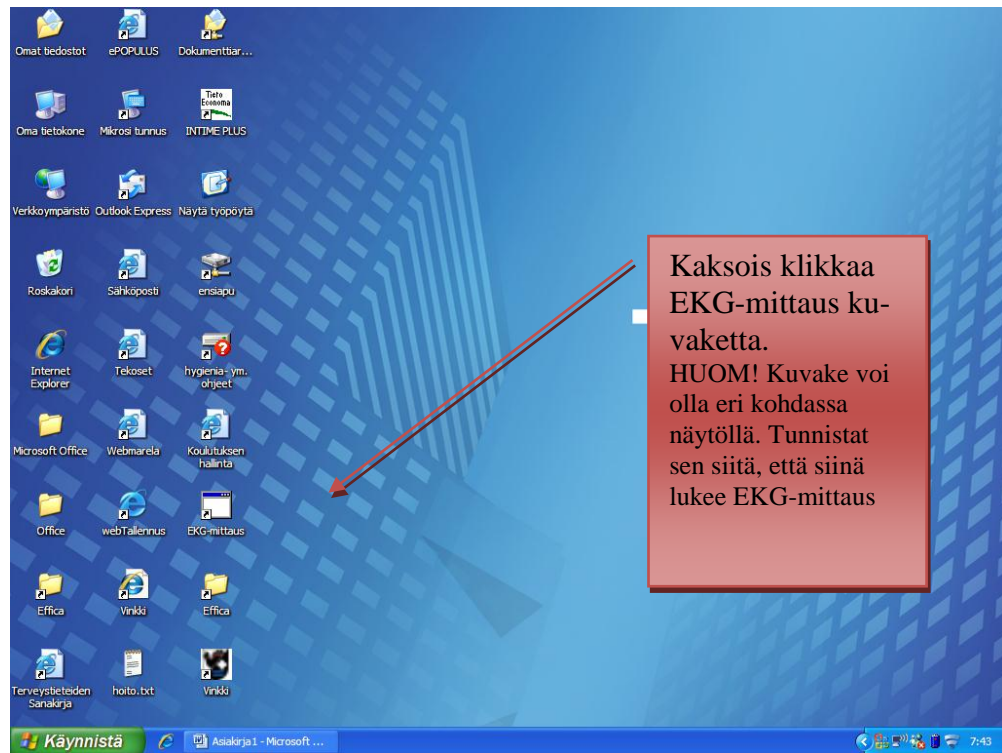 Omat tiedostot
ePOPULUS
Dokumenttiar...
Oma tietokone
Mikrosi tunnus
Tieto
Economa
INTIME PLUS
Verkkoympäristö
Outlook Express
Näytä työpöytä
Roskakori
Sähköposti
ensiapu
Internet
Explorer
Tekoset
hygienia- ym.
ohjeet
Microsoft Office
Webmarela
Koulutuksen
hallinta
Office
webTallennus
EKG-mittaus
Effica
Vinkki
Effica
Terveystieteiden
Sanakirja
hoito.txt
Vinkki
Kaksois klikkaa
EKG-mittaus ku-
vaketta.
HUOM! Kuvake voi
olla eri kohdassa
näytöllä. Tunnistat
sen siitä, että siinä
lukee EKG-mittaus
Käynnistä
Asiakirja1 - Microsoft ...
7:43